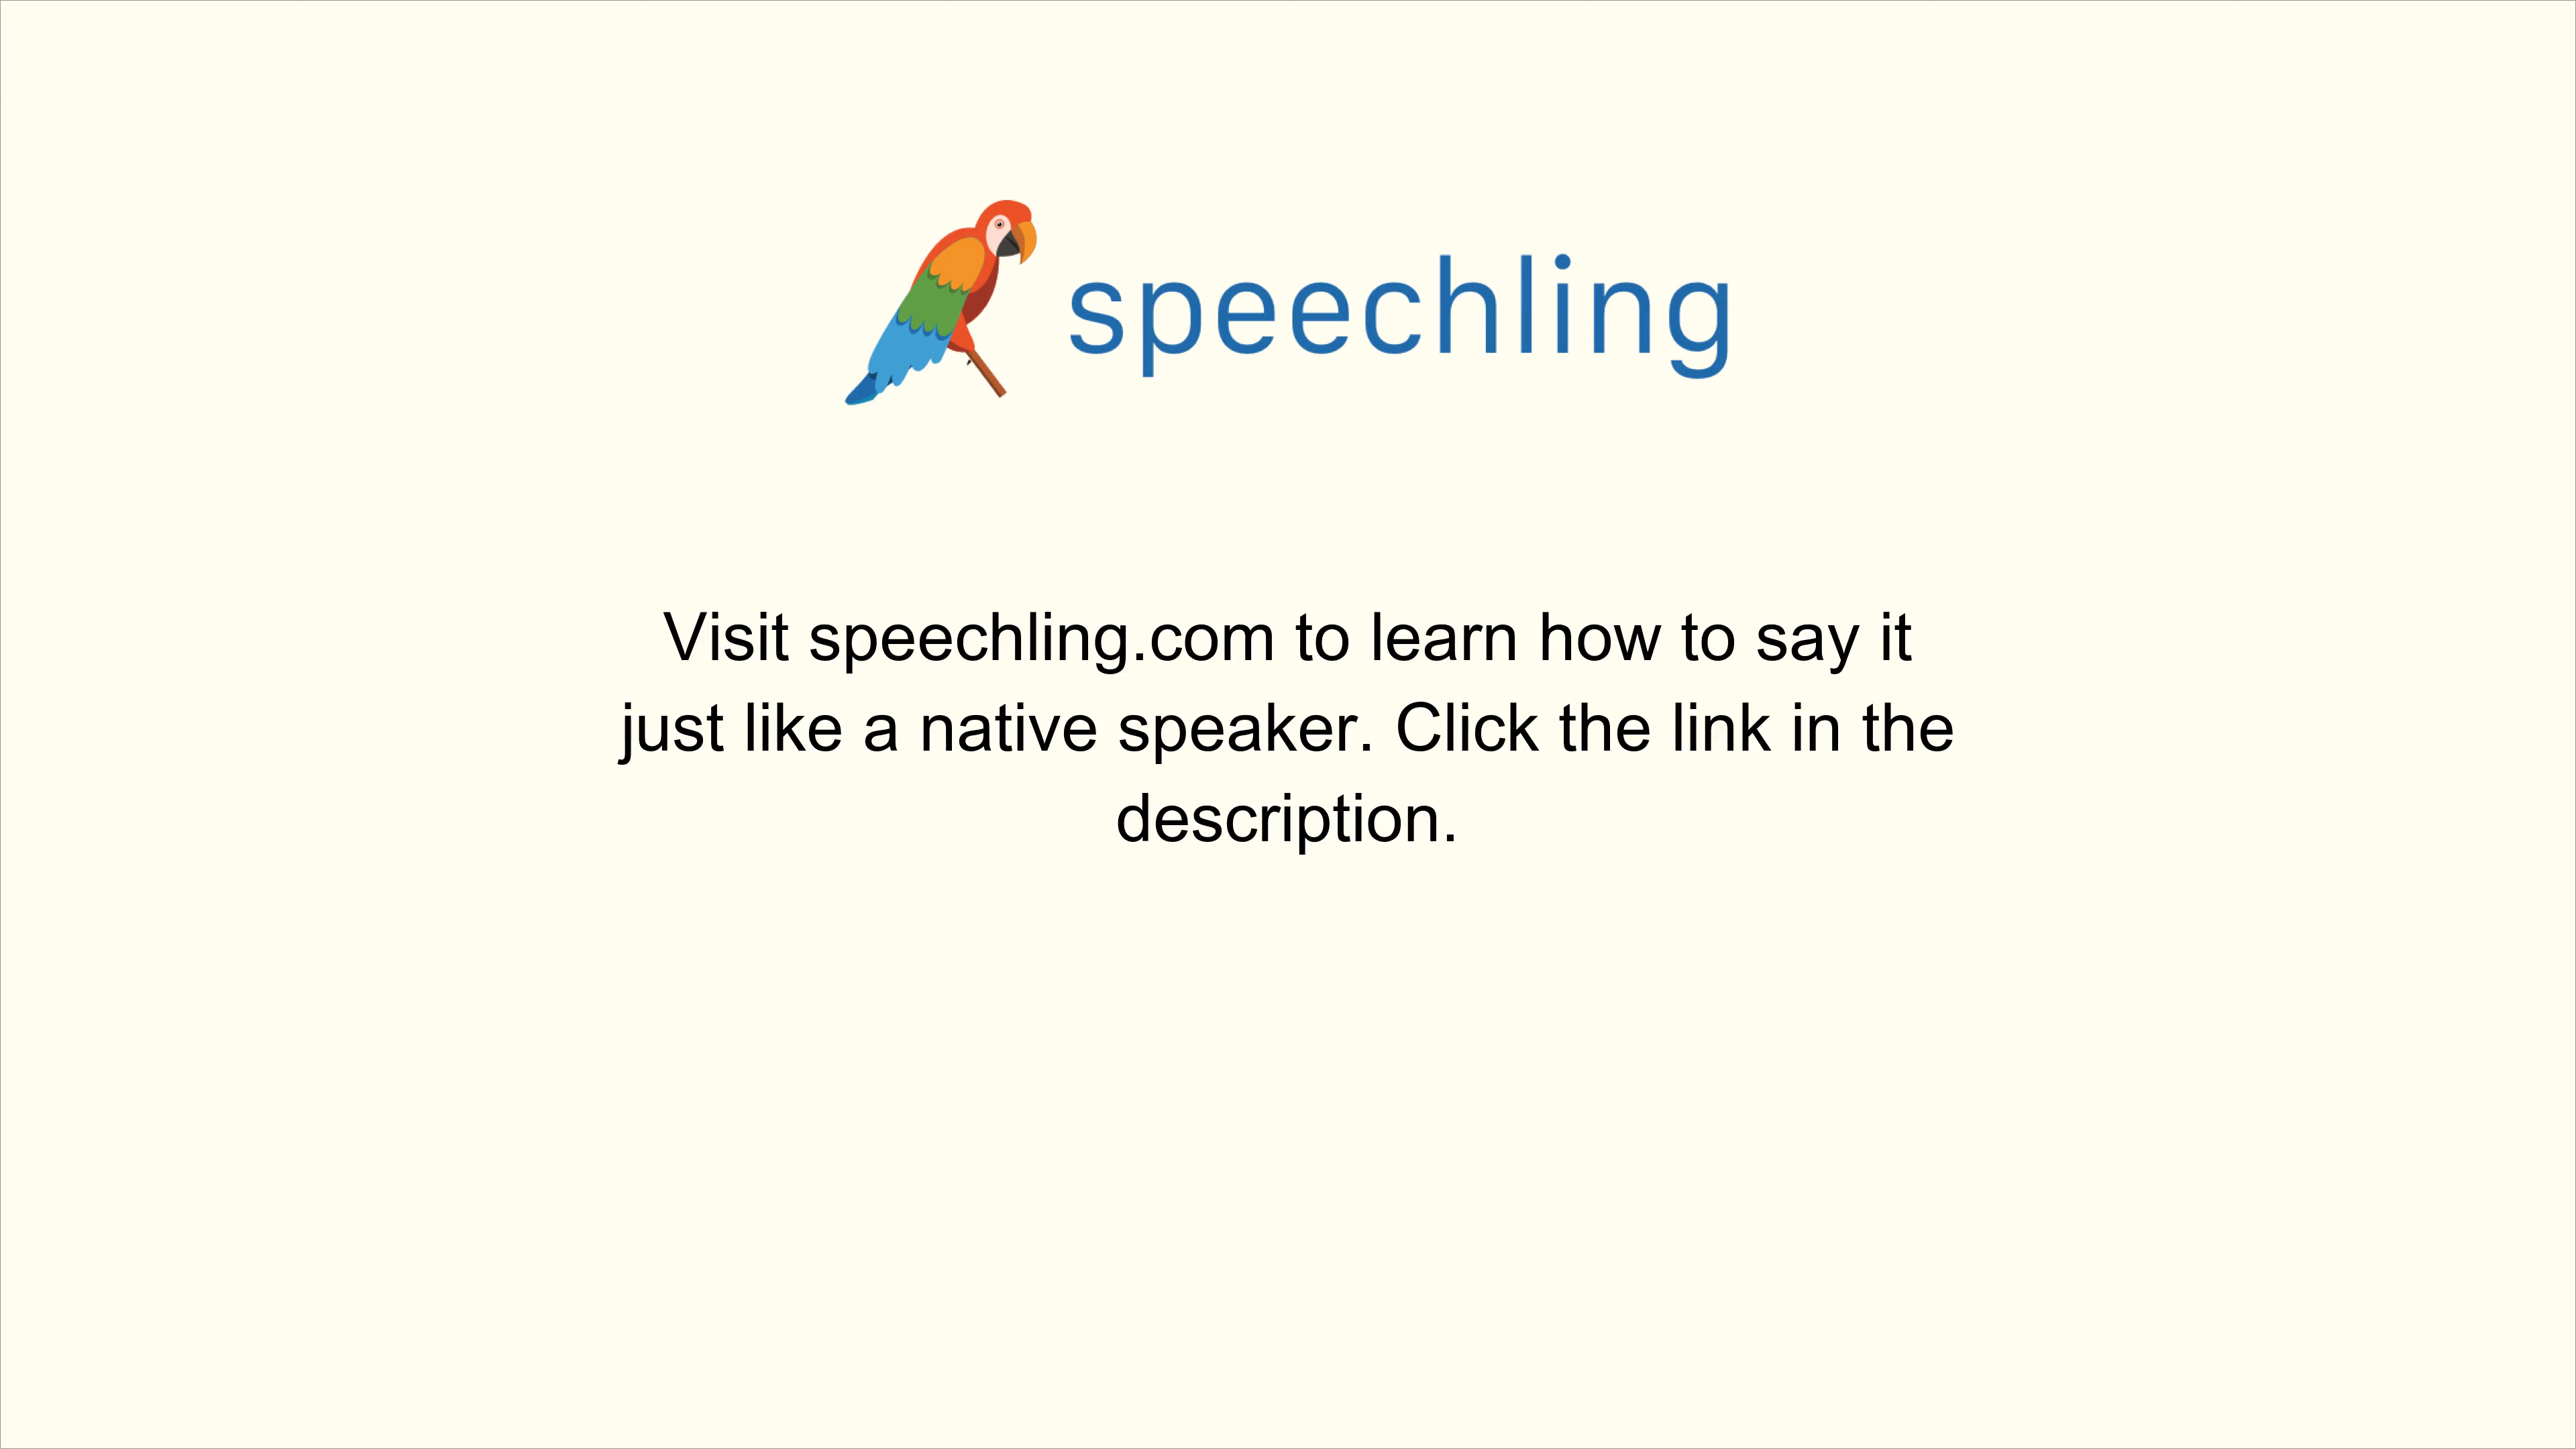 speechling
Visit speechling.com to learn how to say it
just like a native speaker. Click the link in the
description.